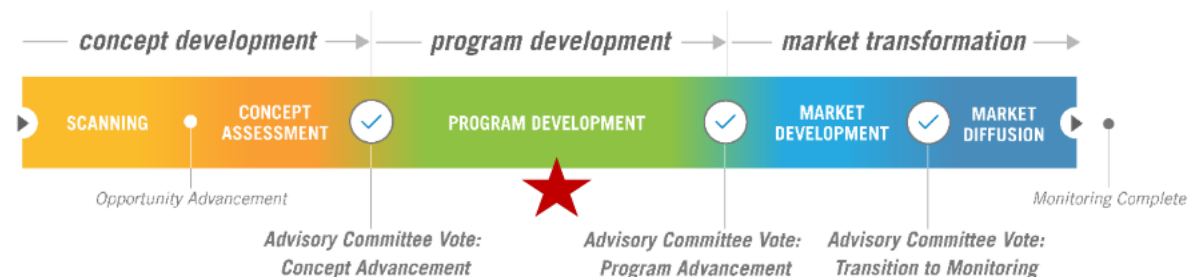 concept development
program development
market transformation
SCANNING
CONCEPT
ASSESSMENT
PROGRAM DEVELOPMENT
MARKET
DEVELOPMENT
MARKET
DIFFUSION
Opportunity Advancement
Monitoring Complete
Advisory Committee Vote:
Concept Advancement
Advisory Committee Vote:
Program Advancement
Advisory Committee Vote:
Transition to Monitoring